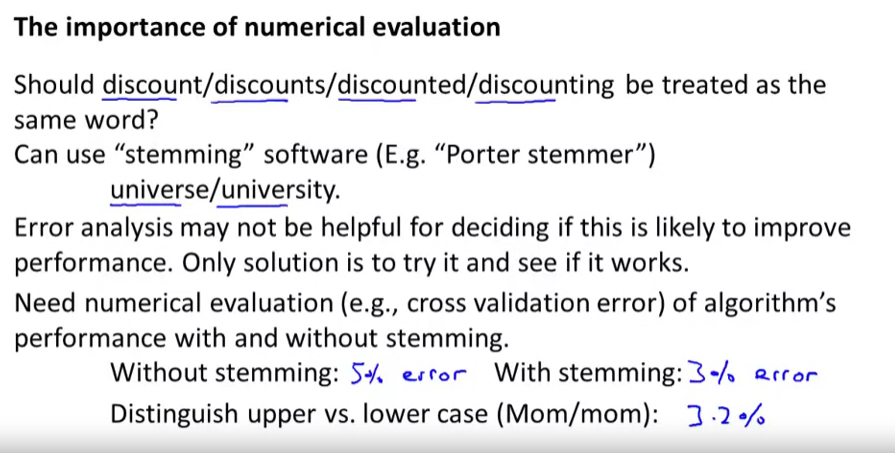 The importance of numerical evaluation
Should discount/discounts/discounted/discounting be treated as the
same word?
Can use “stemming” software (E.g. “Porter stemmer”)
universe/university.
Error analysis may not be helpful for deciding if this is likely to improve
performance. Only solution is to try it and see if it works.
Need numerical evaluation (e.g., cross validation error) of algorithm’s
performance with and without stemming.
Without stemming: 5% error With stemming: 3% error
Distinguish upper vs. lower case (Mom/mom): 3.2%